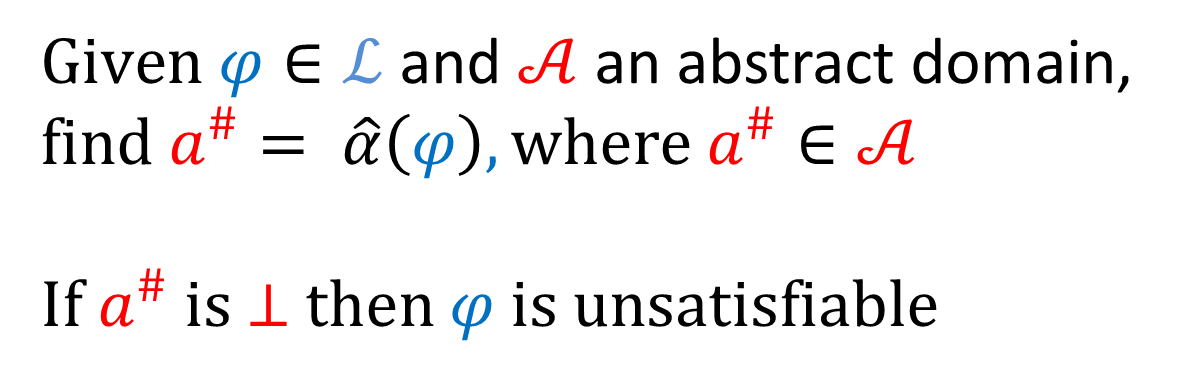 Given φ ∈ ℒ and 𝒜 an abstract domain,
find a# = α̂(φ), where a# ∈ 𝒜
If a# is ⊥ then φ is unsatisfiable